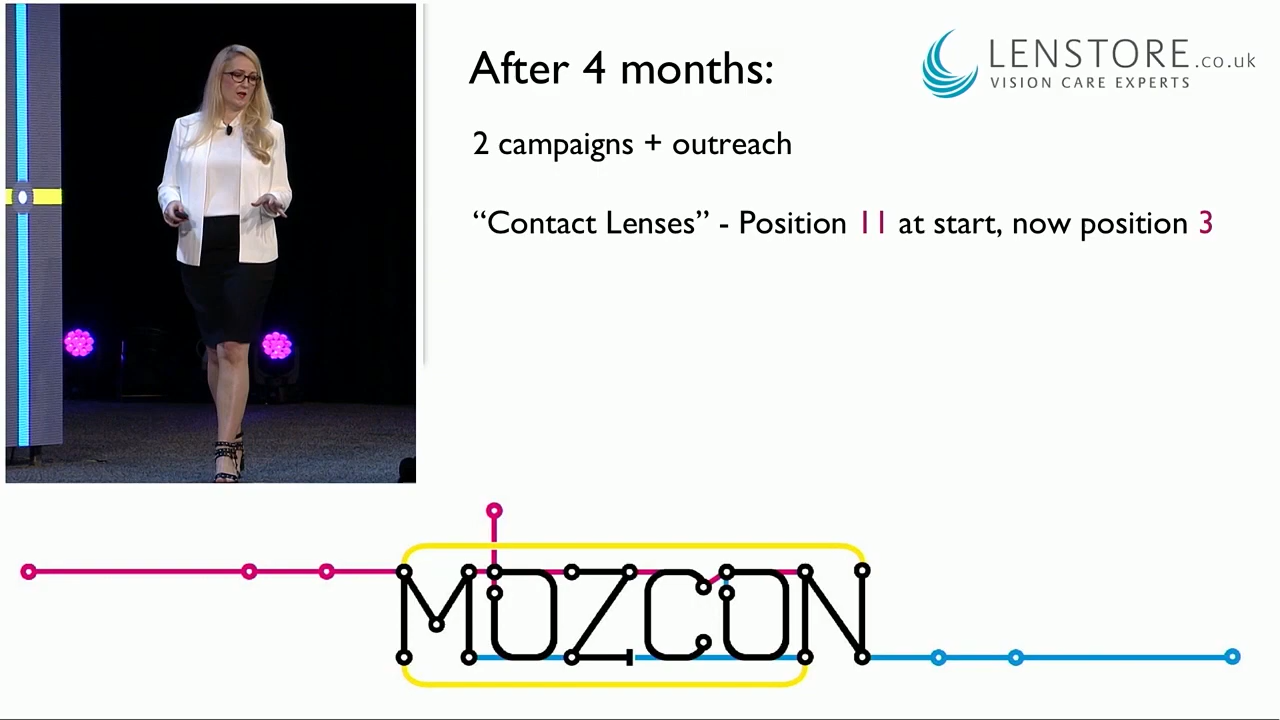 After 4 months:
LENSTORE.co.uk
VISION CARE EXPERTS
2 campaigns + outreach
“Contact Lenses” - Position 11 at start, now position 3
MOZCON